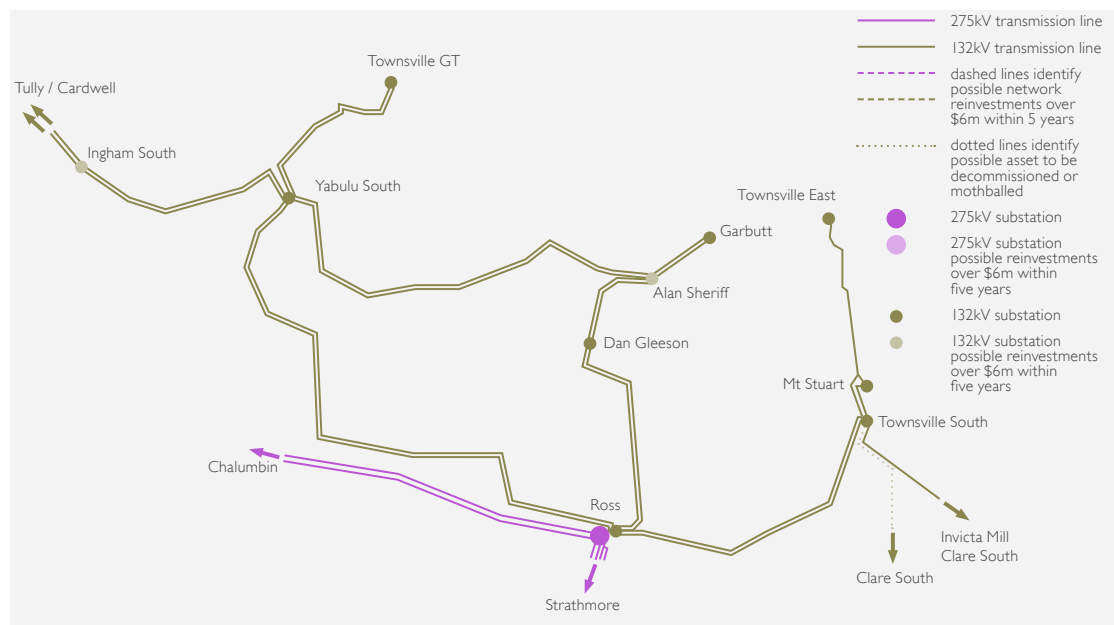 275kV transmission line
132kV transmission line
dashed lines identify
possible network
reinvestments over
$6m within 5 years
dotted lines identify
possible asset to be
decommissioned or
mothballed
275kV substation
275kV substation
possible reinvestments
over $6m within
five years
132kV substation
132kV substation
possible reinvestments
over $6m within
five years
Townsville GT
Tully / Cardwell
Ingham South
Yabulu South
Townsville East
Garbutt
Alan Sheriff
Dan Gleeson
Mt Stuart
Townsville South
Chalumbin
Ross
Invicta Mill
Clare South
Clare South
Strathmore